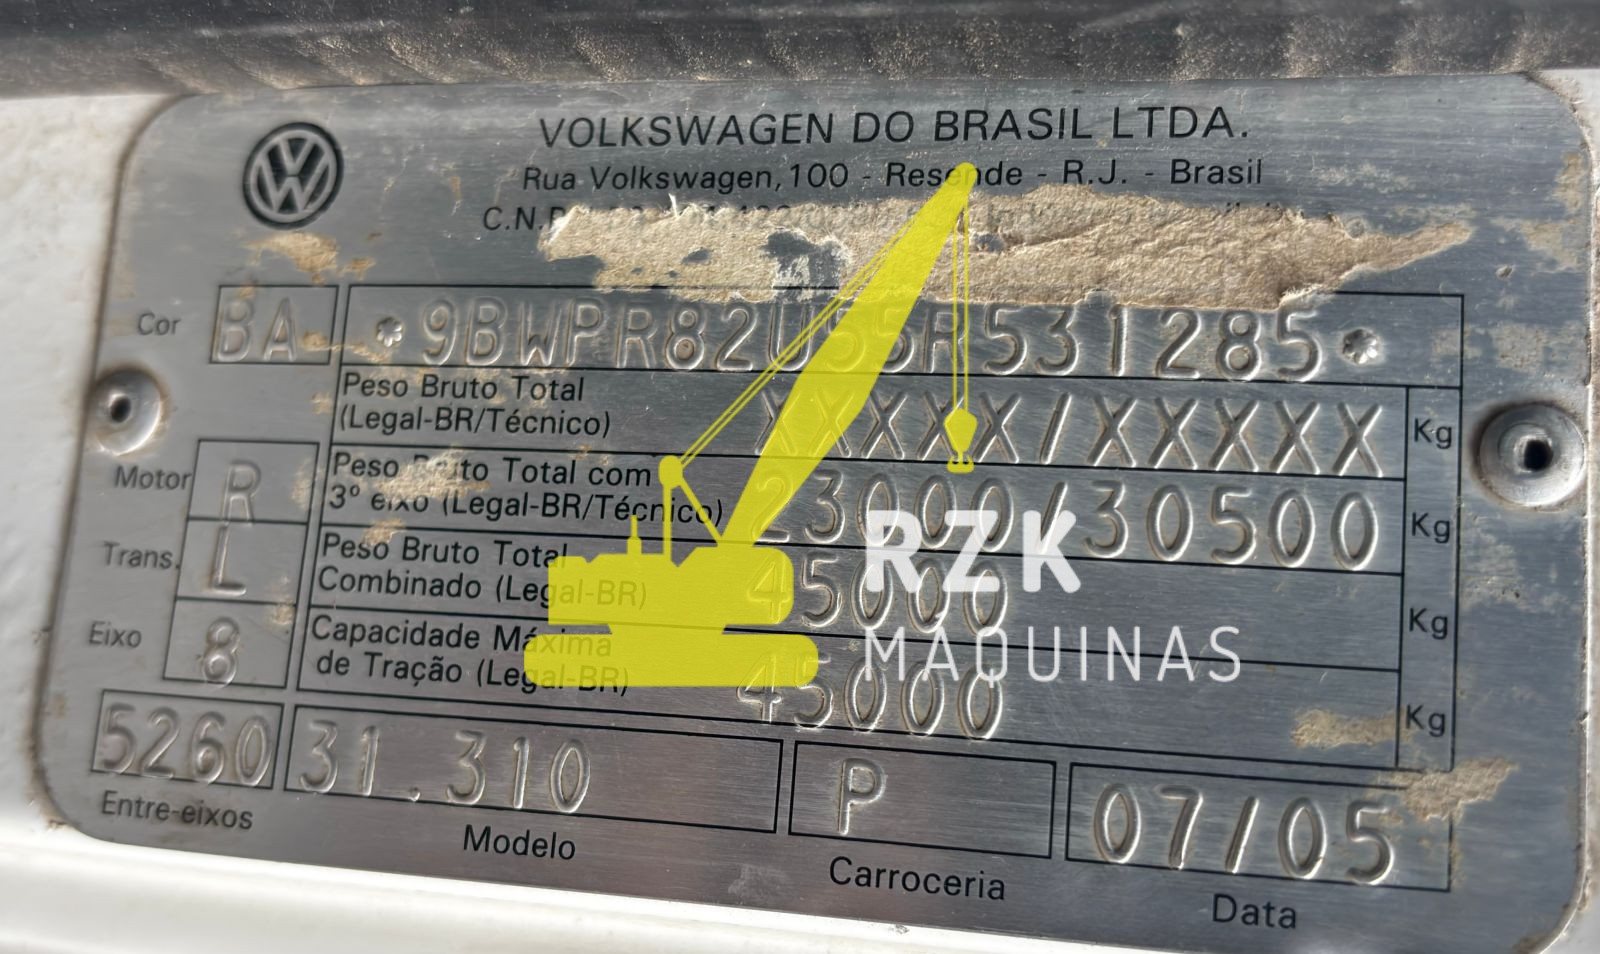 VOLKSWAGEN DO BRASIL LTDA.
Rua Volkswagen, 100 - Resende - R.J. - Brasil
Cor BA *9BWPR82U55R531285*
Peso Bruto Total
(Legal-BR/Técnico) XXXXX/XXXXX Kg
Motor R Peso Bruto Total com
3º eixo (Legal-BR/Técnico) 23000/30500 Kg
Trans. L Peso Bruto Total
Combinado (Legal-BR) 45000 Kg
Eixo 8 Capacidade Máxima
de Tração (Legal-BR) 45000 Kg
RZK
MÁQUINAS
5260 31.310 P 07/05
Entre-eixos Modelo Carroceria Data